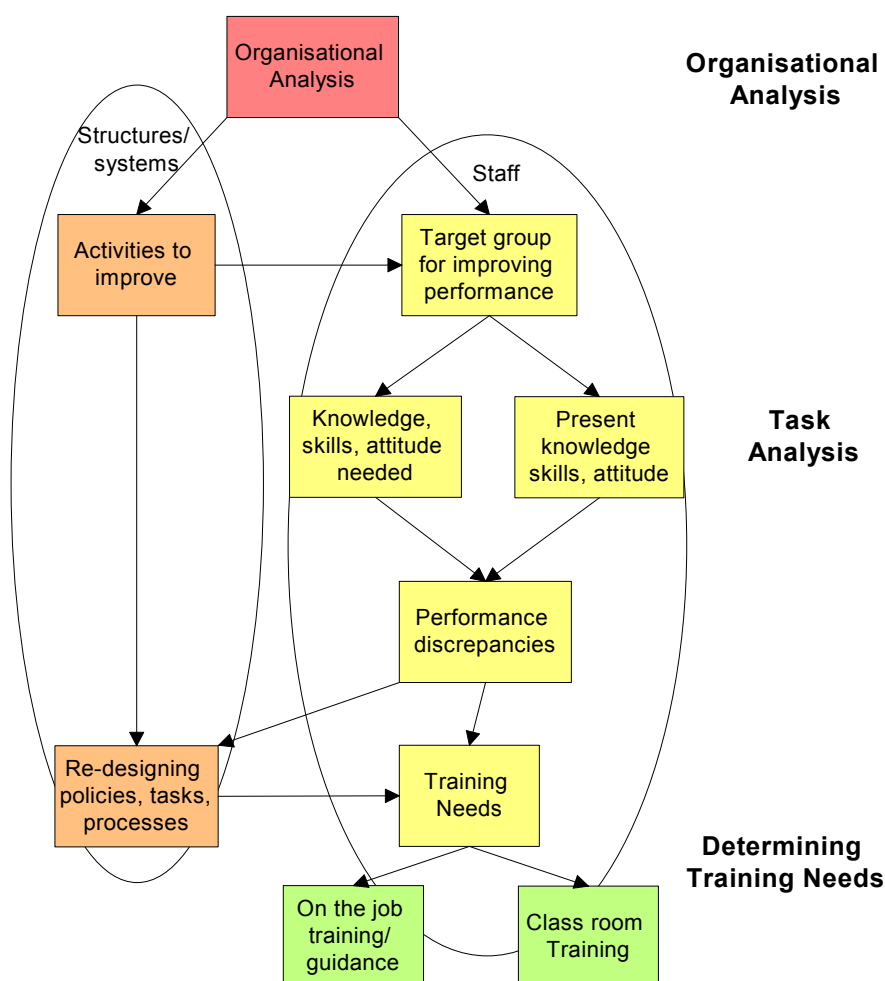 Organisational
Analysis
Organisational
Analysis
Structures/
systems
Staff
Activities to
improve
Target group
for improving
performance
Knowledge,
skills, attitude
needed
Present
knowledge
skills, attitude
Task
Analysis
Performance
discrepancies
Re-designing
policies, tasks,
processes
Training
Needs
Determining
Training Needs
On the job
training/
guidance
Class room
Training